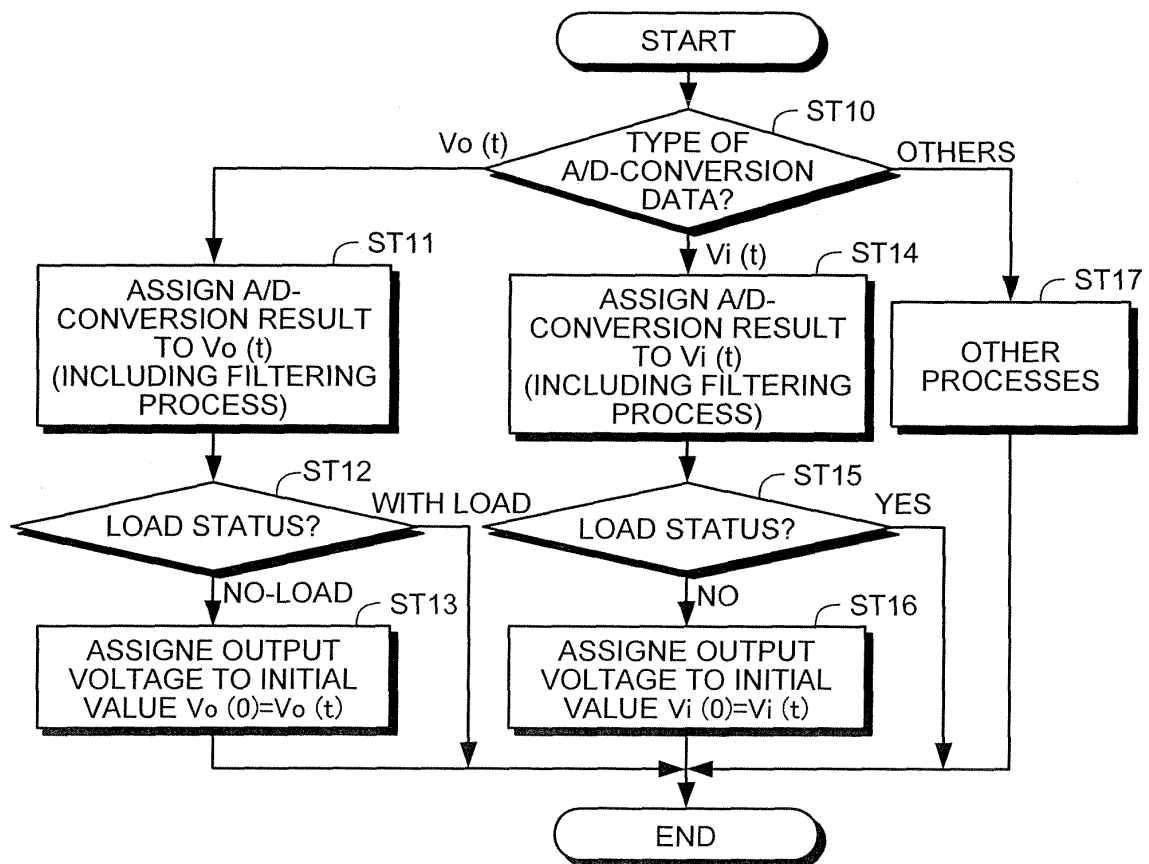 START
ST10
TYPE OF
A/D-CONVERSION
DATA?
Vo (t)
OTHERS
ST11
ASSIGN A/D-
CONVERSION RESULT
TO Vo (t)
(INCLUDING FILTERING
PROCESS)
Vi (t)
ST14
ASSIGN A/D-
CONVERSION RESULT
TO Vi (t)
(INCLUDING FILTERING
PROCESS)
ST17
OTHER
PROCESSES
ST12
LOAD STATUS?
WITH LOAD
NO-LOAD
ST15
LOAD STATUS?
YES
NO
ST13
ASSIGNE OUTPUT
VOLTAGE TO INITIAL
VALUE Vo (0)=Vo (t)
ST16
ASSIGNE OUTPUT
VOLTAGE TO INITIAL
VALUE Vi (0)=Vi (t)
END